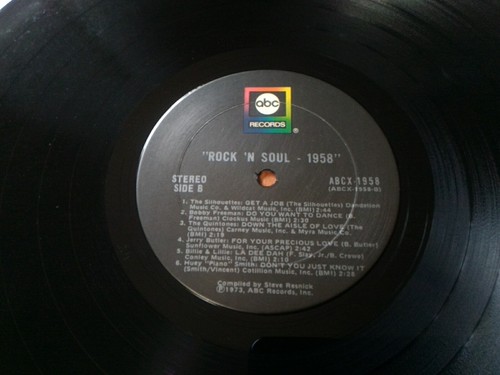 abc
RECORDS
"ROCK 'N SOUL - 1958"
STEREO
SIDE B
ABCX-1958
(ABCX-1958-B)
1. The Silhouettes: GET A JOB (The Silhouettes) Dandelion
Music Co. & Wildcat Music, Inc. (BMI) 2:44
2. Bobby Freeman: DO YOU WANT TO DANCE (B.
Freeman) Clockus Music (BMI) 2:39
3. The Quintones: DOWN THE AISLE OF LOVE (The
Quintones) Carney Music, Inc. & Myra Music Co.
(BMI) 2:19
4. Jerry Butler: FOR YOUR PRECIOUS LOVE (B. Butler)
Sunflower Music, Inc. (ASCAP) 2:42
5. Billie & Lillie: LA DEE DAH (F. Slay, Jr./B. Crewe)
Conley Music, Inc. (BMI) 2:10
6. Huey "Piano" Smith: DON'T YOU JUST KNOW IT
(Smith/Vincent) Cotillion Music, Inc. (BMI) 2:28
Compiled by Steve Resnick
Ⓟ1973, ABC Records, Inc.